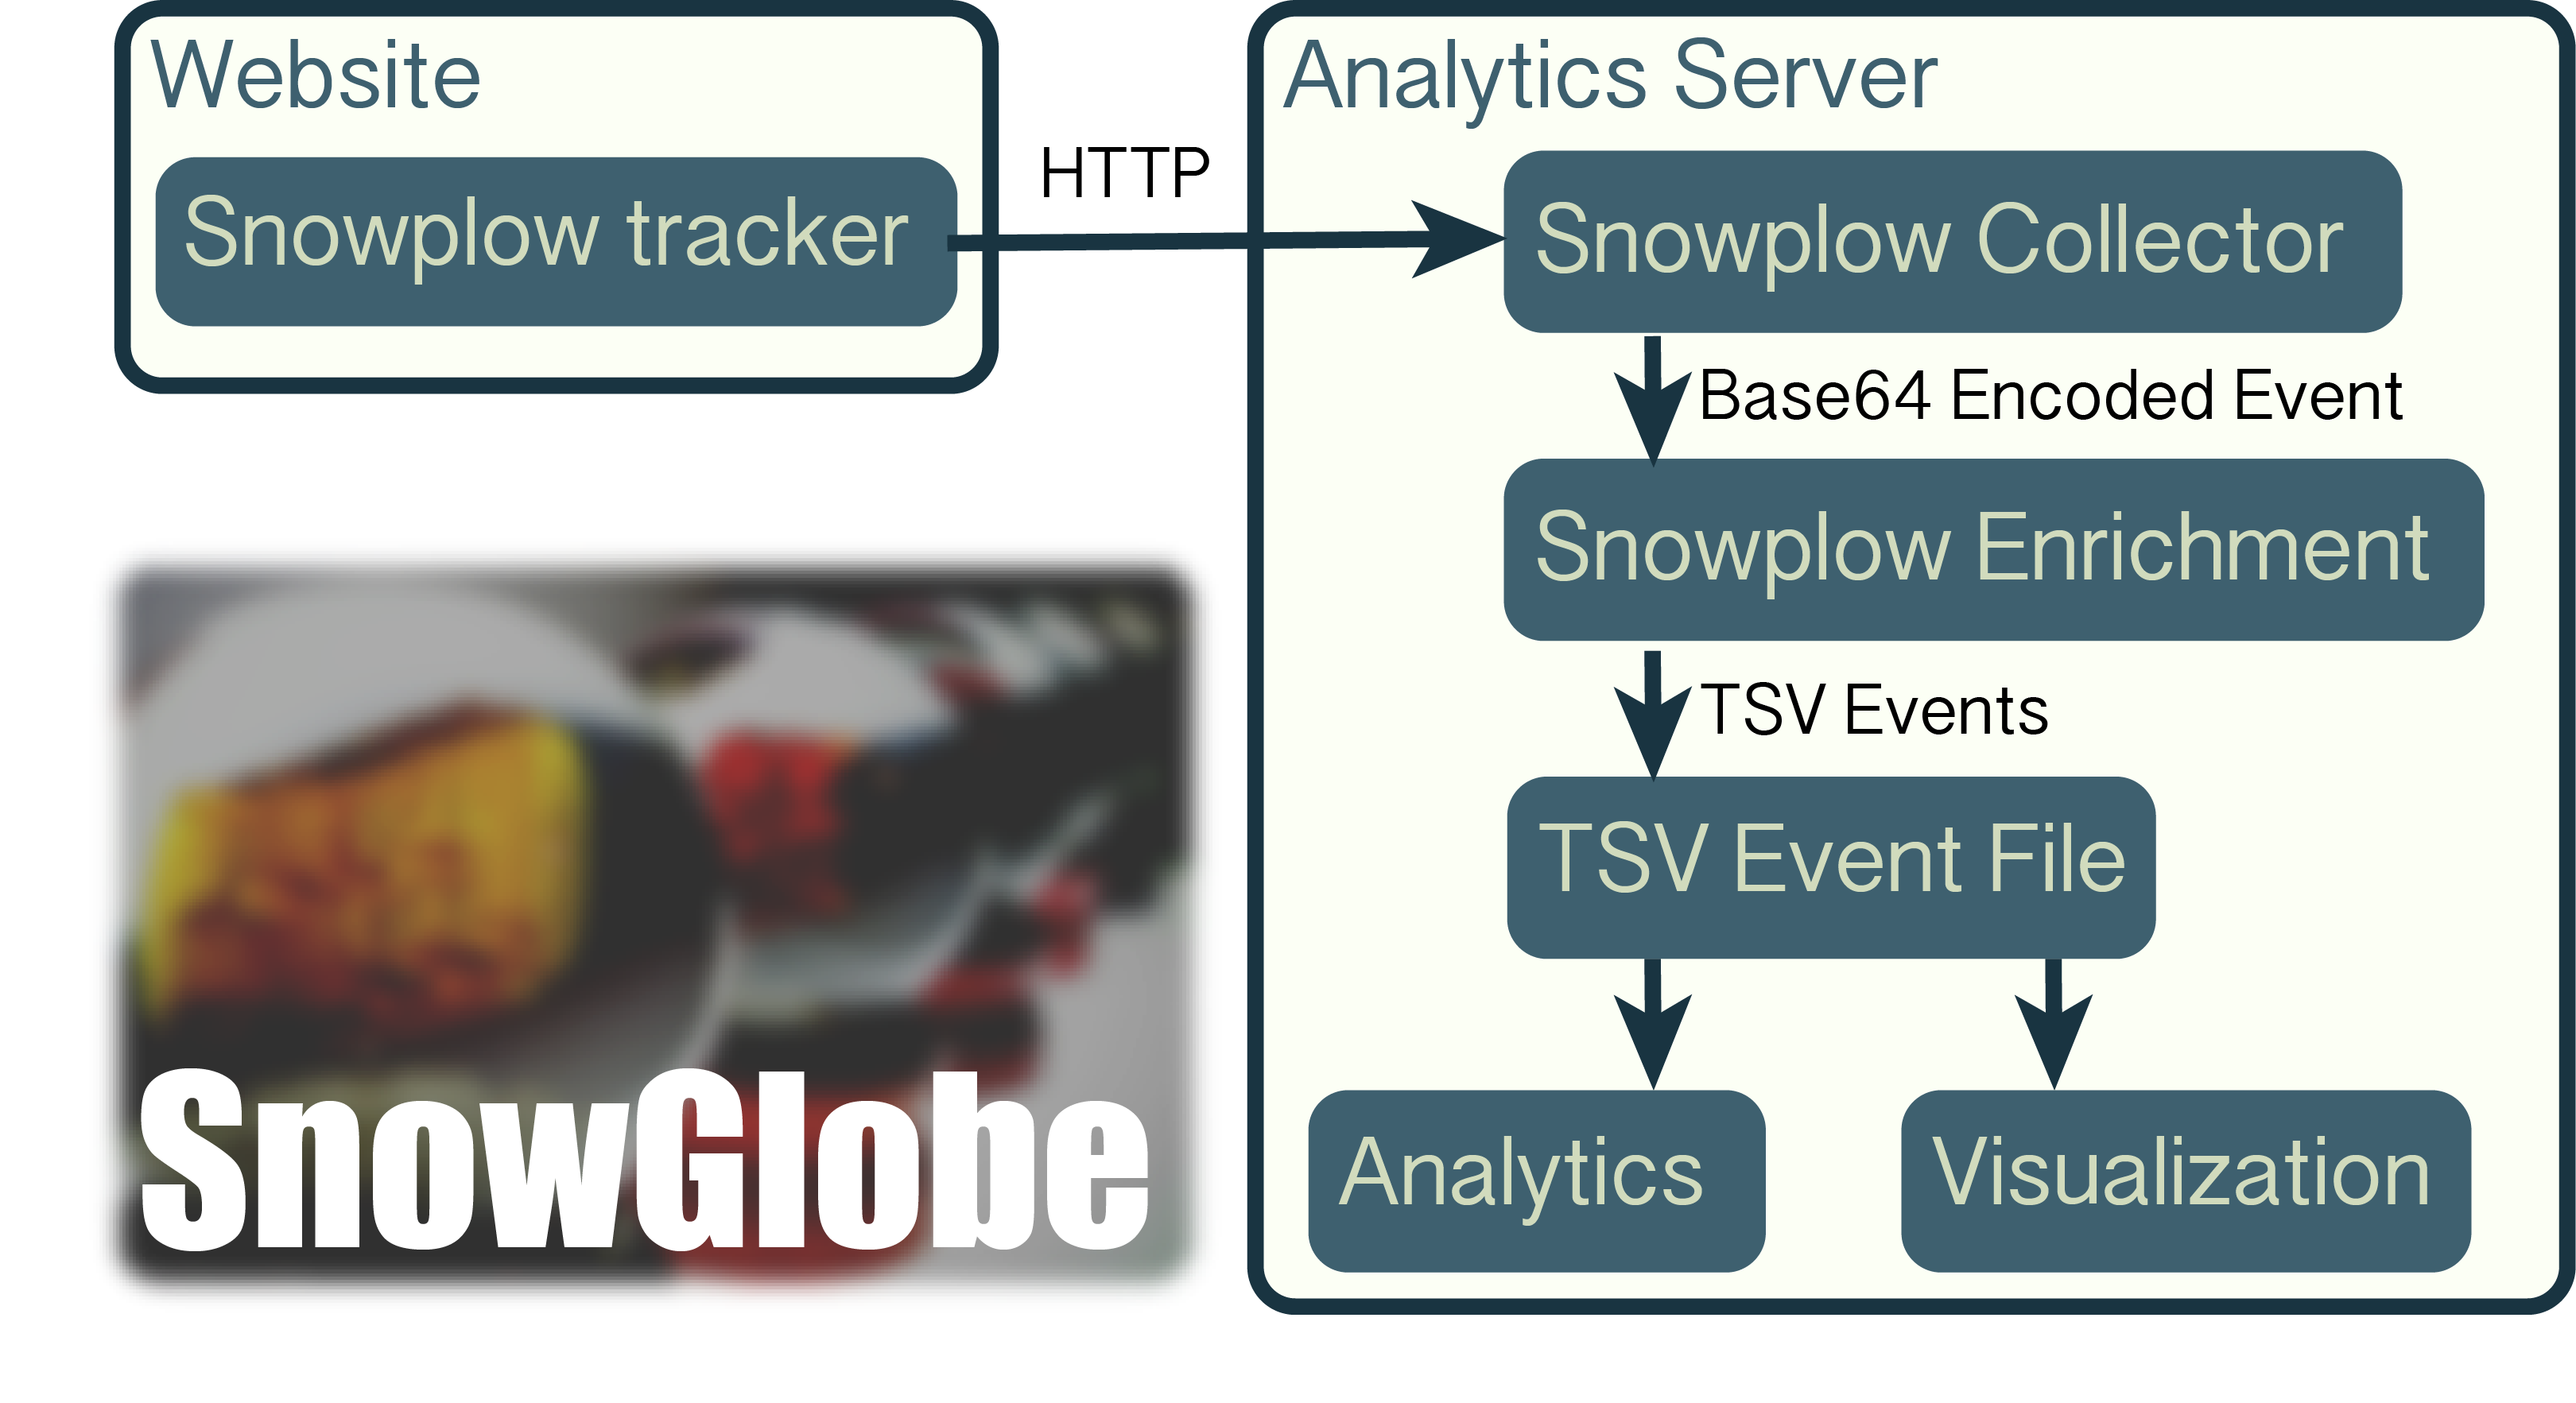 Website
Snowplow tracker
HTTP
Analytics Server
Snowplow Collector
Base64 Encoded Event
Snowplow Enrichment
TSV Events
TSV Event File
Analytics
Visualization
SnowGlobe